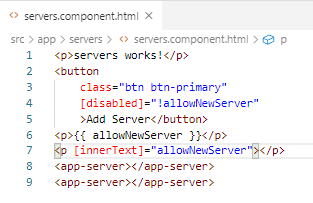 <> servers.component.html ×
src > app > servers > <> servers.component.html > p
1 <p>servers works!</p>
2 <button
3 class="btn btn-primary"
4 [disabled]="!allowNewServer"
5 >Add Server</button>
6 <p>{{ allowNewServer }}</p>
7 <p [innerText]="allowNewServer"></p>
8 <app-server></app-server>
9 <app-server></app-server>